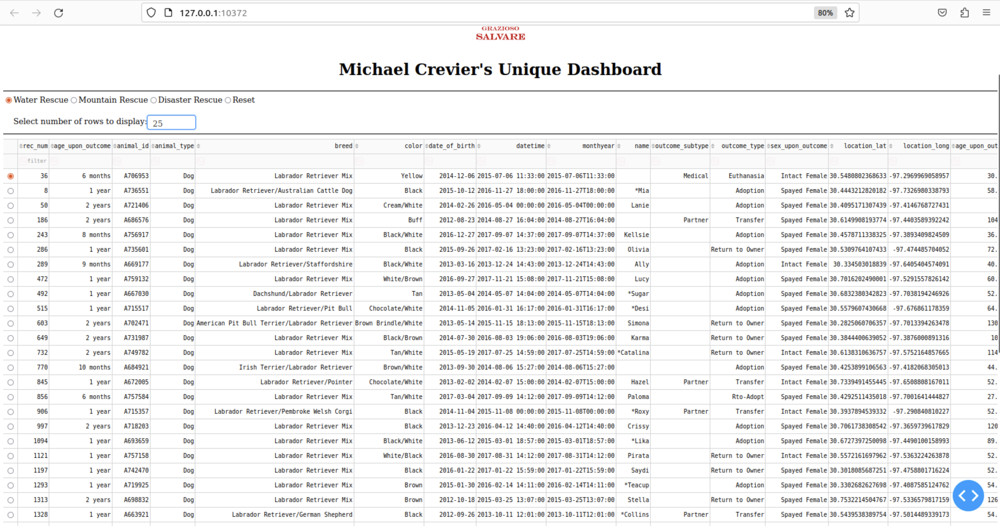 127.0.0.1:10372 80%
GRAZIOSO
SALVARE
Michael Crevier's Unique Dashboard
Water Rescue Mountain Rescue Disaster Rescue Reset
Select number of rows to display: 25
rec_num age_upon_outcome animal_id animal_type breed color date_of_birth datetime monthyear name outcome_subtype outcome_type sex_upon_outcome location_lat location_long age_upon_out
filter
36 6 months A706953 Dog Labrador Retriever Mix Yellow 2014-12-06 2015-07-06 11:33:00 2015-07-06T11:33:00 Medical Euthanasia Intact Female 30.5480802368633 -97.2969969058957 30.
8 1 year A736551 Dog Labrador Retriever/Australian Cattle Dog Black 2015-10-12 2016-11-27 18:00:00 2016-11-27T18:00:00 *Mia Adoption Spayed Female 30.4443212820182 -97.7326980338793 58.
50 2 years A721406 Dog Labrador Retriever Mix Cream/White 2014-02-26 2016-05-04 00:00:00 2016-05-04T00:00:00 Lanie Adoption Spayed Female 30.4095171307439 -97.4146768727431
186 2 years A686576 Dog Labrador Retriever Mix Buff 2012-08-23 2014-08-27 16:04:00 2014-08-27T16:04:00 Partner Transfer Spayed Female 30.6149908193774 -97.4403589392242 104
243 8 months A756917 Dog Labrador Retriever Mix Black/White 2016-12-27 2017-09-07 14:37:00 2017-09-07T14:37:00 Kellsie Adoption Spayed Female 30.4578711338325 -97.3893409824509 36.
286 1 year A735601 Dog Labrador Retriever Mix Black 2015-09-26 2017-02-16 13:23:00 2017-02-16T13:23:00 Olivia Return to Owner Spayed Female 30.5309764107433 -97.474485704052 72.
289 9 months A669177 Dog Labrador Retriever/Staffordshire Black/White 2013-03-16 2013-12-24 14:43:00 2013-12-24T14:43:00 Ally Adoption Intact Female 30.334503018839 -97.6405404574091 40.
472 1 year A759132 Dog Labrador Retriever Mix White/Brown 2016-09-27 2017-11-21 15:08:00 2017-11-21T15:08:00 Lucy Adoption Spayed Female 30.7016202490001 -97.5291557826142 60.
492 1 year A667030 Dog Dachshund/Labrador Retriever Tan 2013-05-04 2014-05-07 14:04:00 2014-05-07T14:04:00 *Sugar Adoption Spayed Female 30.6832380342823 -97.7038194246926 52.
515 1 year A715517 Dog Labrador Retriever/Pit Bull Chocolate/White 2014-11-05 2016-01-31 16:17:00 2016-01-31T16:17:00 *Desi Adoption Spayed Female 30.5579607430668 -97.676861178359 64.
603 2 years A702471 Dog American Pit Bull Terrier/Labrador Retriever Brown Brindle/White 2013-05-14 2015-11-15 18:13:00 2015-11-15T18:13:00 Simona Return to Owner Spayed Female 30.2825060706357 -97.7013394263478 130
649 2 years A731987 Dog Labrador Retriever Mix Black/Brown 2014-07-30 2016-08-03 19:06:00 2016-08-03T19:06:00 Karma Return to Owner Spayed Female 30.3844400639052 -97.3876000891316 10
732 2 years A749782 Dog Labrador Retriever Mix Tan/White 2015-05-19 2017-07-25 14:59:00 2017-07-25T14:59:00 *Catalina Return to Owner Intact Female 30.6138310636757 -97.5752164857665 114
770 10 months A684921 Dog Irish Terrier/Labrador Retriever Brown/White 2013-09-30 2014-08-06 15:27:00 2014-08-06T15:27:00 Adoption Spayed Female 30.4253899106563 -97.4182068305013 44.
845 1 year A672005 Dog Labrador Retriever/Pointer Chocolate/White 2013-02-02 2014-02-07 15:00:00 2014-02-07T15:00:00 Hazel Partner Transfer Intact Female 30.7339491455445 -97.6508808167011 52.
856 6 months A757584 Dog Labrador Retriever Mix Tan/White 2017-03-04 2017-09-09 14:12:00 2017-09-09T14:12:00 Paloma Rto-Adopt Spayed Female 30.4292511435018 -97.7001641444827 27.
906 1 year A715357 Dog Labrador Retriever/Pembroke Welsh Corgi Black 2014-11-04 2015-11-08 00:00:00 2015-11-08T00:00:00 *Roxy Partner Transfer Intact Female 30.3937894539332 -97.290840810227 52.
997 2 years A718203 Dog Labrador Retriever Mix Black 2013-12-23 2016-04-12 14:40:00 2016-04-12T14:40:00 Crissy Adoption Spayed Female 30.7061738308542 -97.3659739617829 120
1094 1 year A693659 Dog Labrador Retriever Mix Black/White 2013-06-12 2015-03-01 18:57:00 2015-03-01T18:57:00 *Lika Adoption Spayed Female 30.6727397250098 -97.4490100158993 89.
1121 1 year A757158 Dog Labrador Retriever Mix White/Black 2016-08-30 2017-08-31 14:12:00 2017-08-31T14:12:00 Pirata Return to Owner Intact Female 30.5572161697962 -97.5363224263878 52.
1197 1 year A742470 Dog Labrador Retriever Mix Black 2016-01-22 2017-01-22 15:59:00 2017-01-22T15:59:00 Saydi Return to Owner Spayed Female 30.3018085687251 -97.4758801716224 52.
1293 1 year A719925 Dog Labrador Retriever Mix Brown 2015-01-30 2016-02-14 14:11:00 2016-02-14T14:11:00 *Teacup Adoption Spayed Female 30.3302682627698 -97.4087585124762 54.
1313 2 years A698832 Dog Labrador Retriever Mix Brown 2012-10-18 2015-03-25 13:07:00 2015-03-25T13:07:00 Stella Return to Owner Spayed Female 30.7532214504767 -97.5336579817159 126
1328 1 year A663921 Dog Labrador Retriever/German Shepherd Black 2012-09-26 2013-10-11 12:01:00 2013-10-11T12:01:00 *Collins Partner Transfer Spayed Female 30.5439538389754 -97.5014489339173 54.